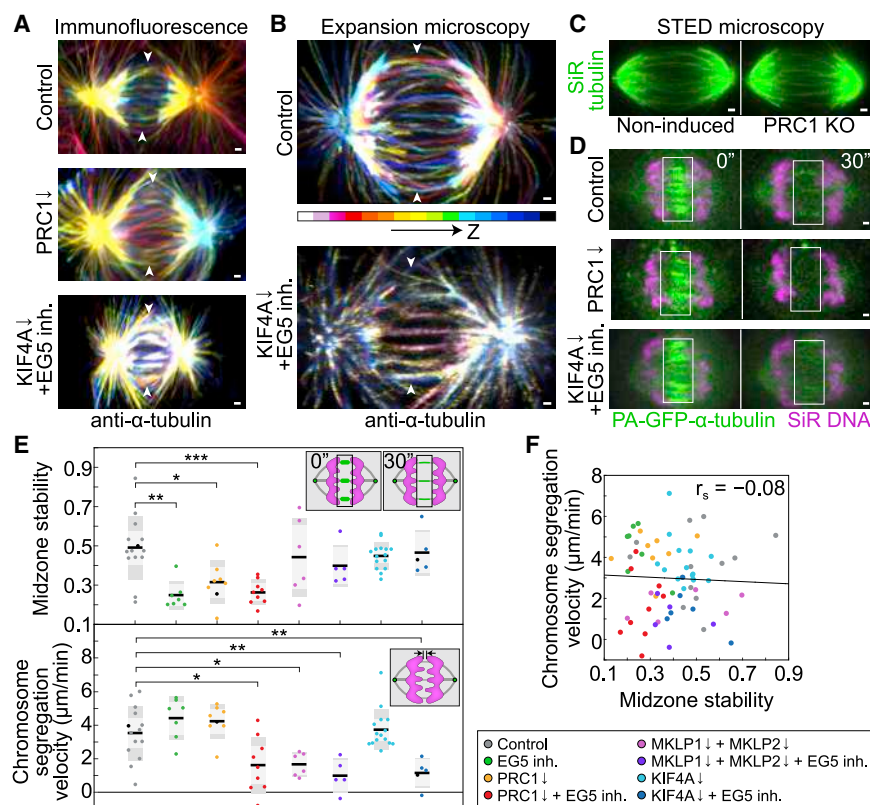 A Immunofluorescence
Control
PRC1↓
KIF4A↓
+EG5 inh.
anti-α-tubulin
B Expansion microscopy
Control
Z
KIF4A↓
+EG5 inh.
anti-α-tubulin
C STED microscopy
SiR
tubulin
Non-induced PRC1 KO
D
0” 30”
Control
PRC1↓
KIF4A↓
+EG5 inh.
PA-GFP-α-tubulin SiR DNA
E
Midzone stability
0.9
0.7
0.5
0.3
0.1
***
*
**
0” 30”
Chromosome
segregation
velocity (μm/min)
8
6
4
2
0
**
**
*
*
F
Chromosome segregation
velocity (μm/min)
8
6
4
2
0
-2
rs = −0.08
0.1 0.3 0.5 0.7 0.9
Midzone stability
Control
EG5 inh.
PRC1↓
PRC1↓ + EG5 inh.
MKLP1↓ + MKLP2↓
MKLP1↓ + MKLP2↓ + EG5 inh.
KIF4A↓
KIF4A↓ + EG5 inh.